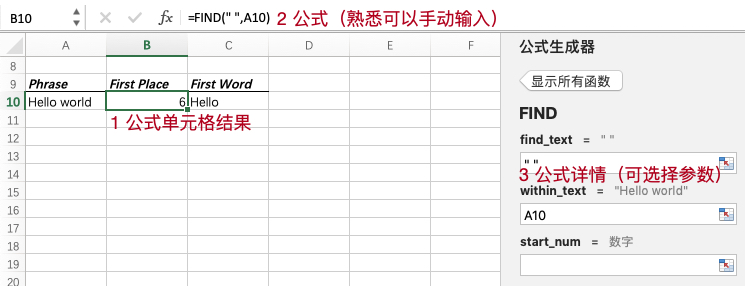 B10 fx =FIND(" ",A10) 2 公式（熟悉可以手动输入）
A B C D E F
8
9 Phrase First Place First Word
10 Hello world 6 Hello
11
1 公式单元格结果
12
13
14
15
16
17
18
19
20
公式生成器
显示所有函数
FIND
find_text = " "
" "
3 公式详情（可选择参数）
within_text = "Hello world"
A10
start_num = 数字